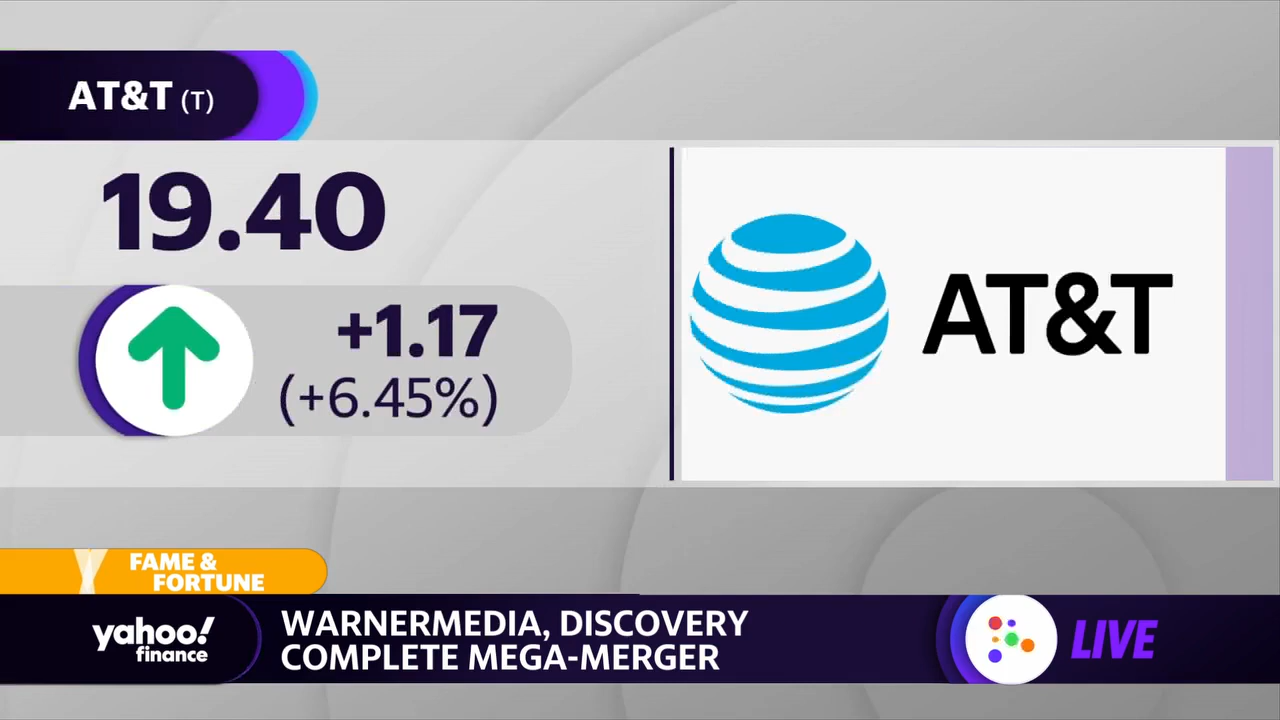 AT&T (T)
19.40
+1.17
(+6.45%)
AT&T
FAME &
FORTUNE
yahoo!
finance
WARNERMEDIA, DISCOVERY
COMPLETE MEGA-MERGER
LIVE